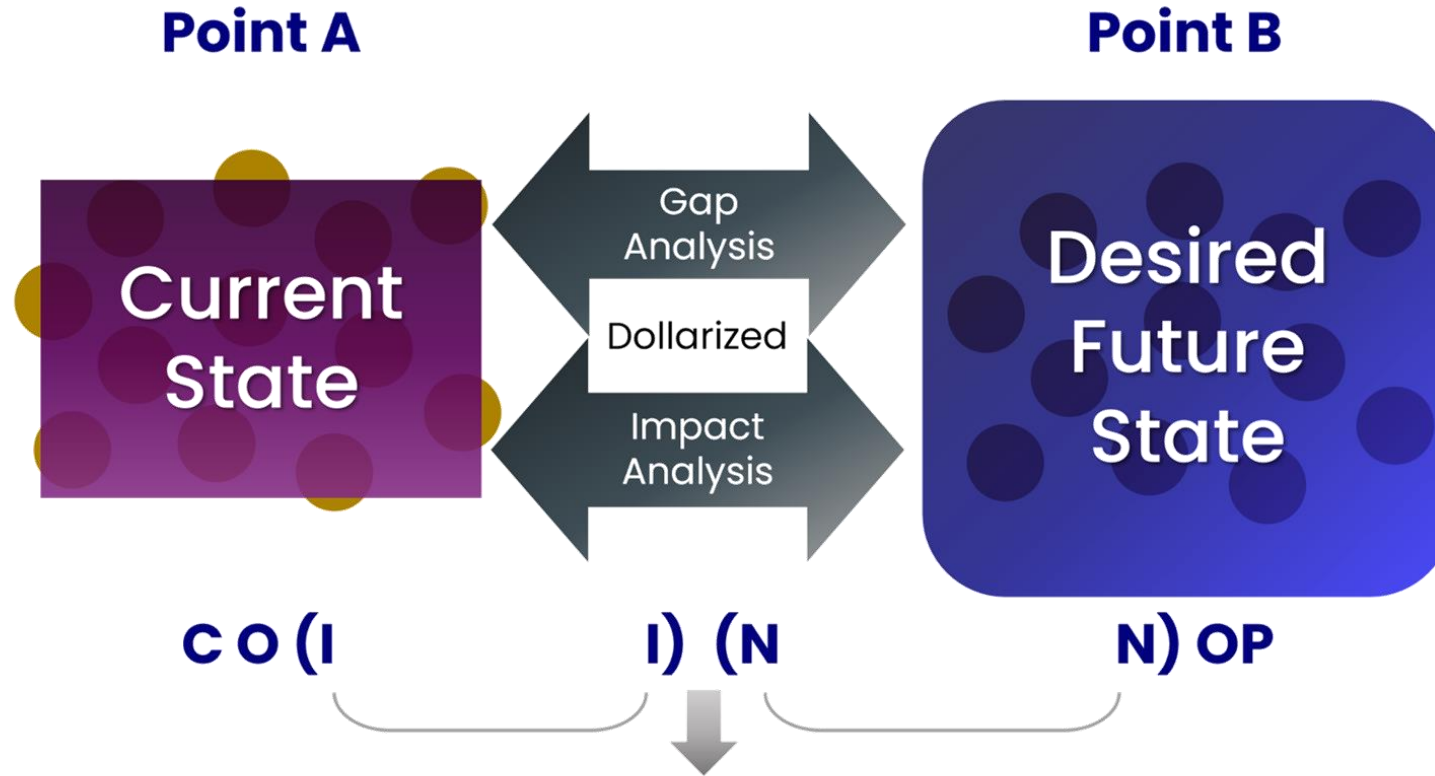 Point A
Point B
Current
State
Gap
Analysis
Dollarized
Impact
Analysis
Desired
Future
State
C O (I
I) (N
N) OP